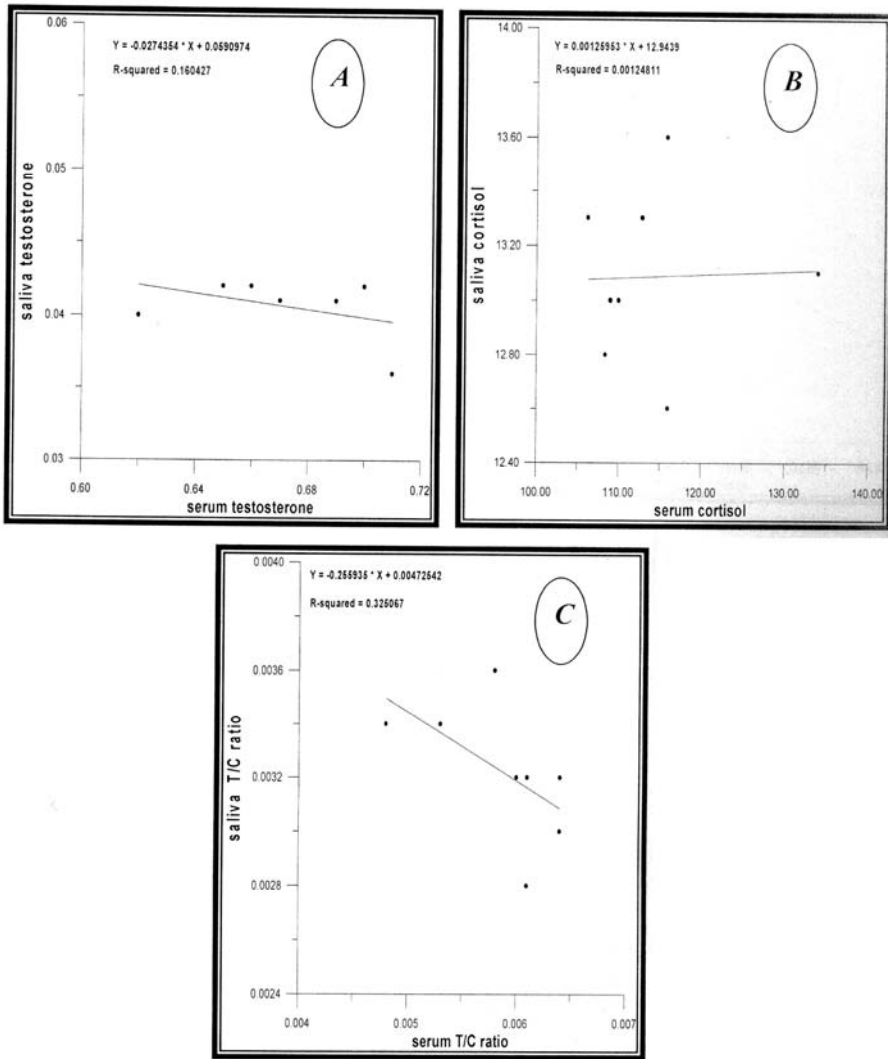 Y = -0.0274354 * X + 0.0590974
R-squared = 0.160427
A
0.06
0.05
0.04
0.03
saliva testosterone
0.60
0.64
0.68
0.72
serum testosterone
Y = 0.00125953 * X + 12.9439
R-squared = 0.00124811
B
14.00
13.60
13.20
12.80
12.40
saliva cortisol
100.00
110.00
120.00
130.00
140.00
serum cortisol
Y = -0.255935 * X + 0.00472542
R-squared = 0.325067
C
0.0040
0.0036
0.0032
0.0028
0.0024
saliva T/C ratio
0.004
0.005
0.006
0.007
serum T/C ratio